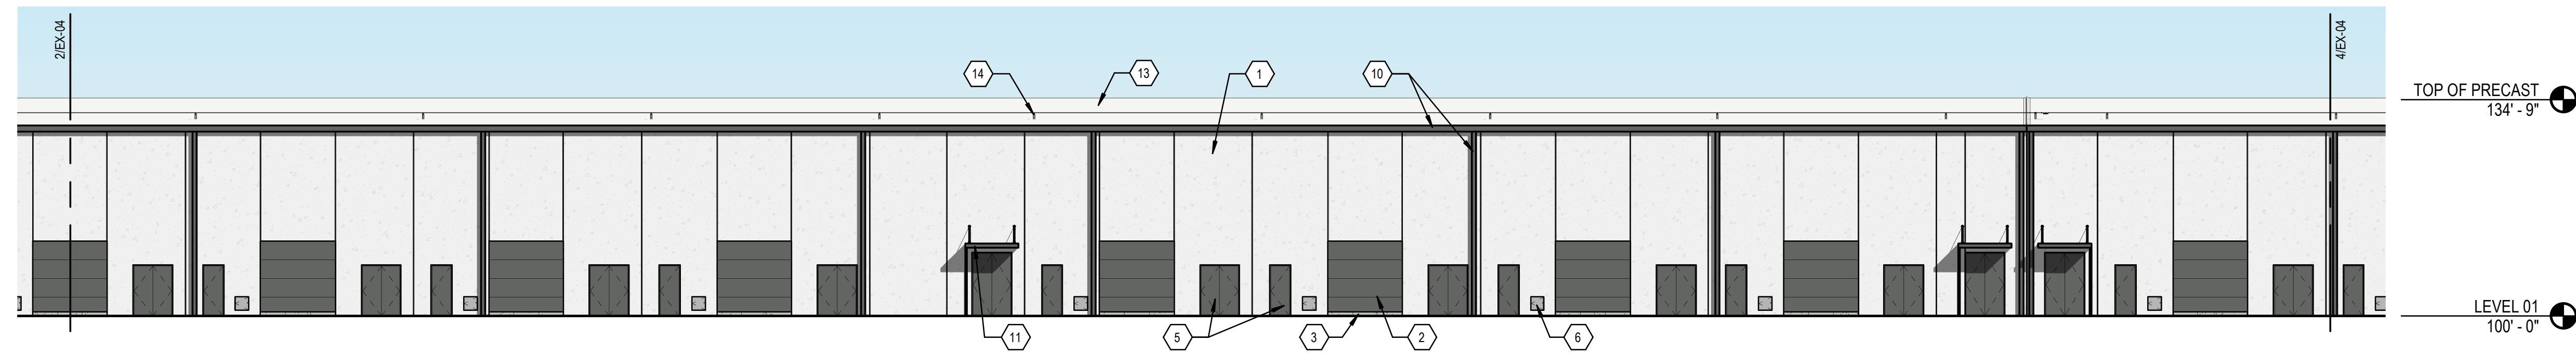 2/EX-04
4/EX-04
14
13
1
10
TOP OF PRECAST
134' - 9"
LEVEL 01
100' - 0"
11
5
3
2
6